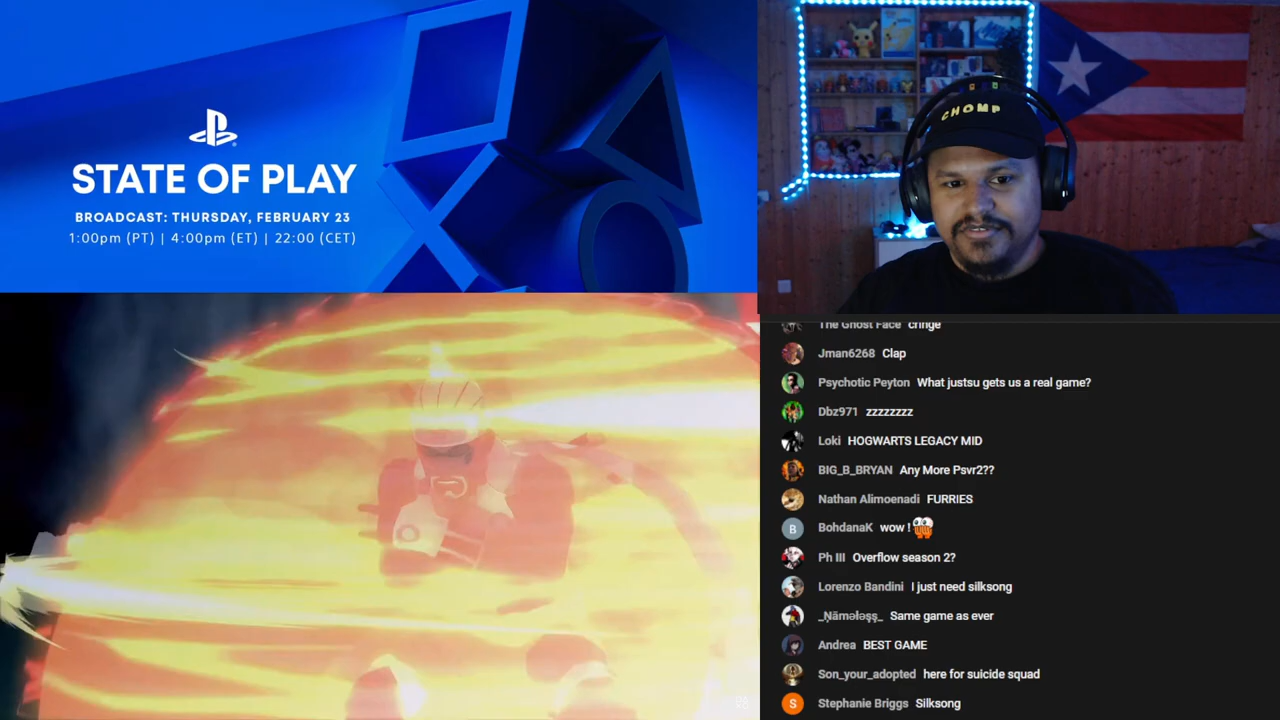 STATE OF PLAY
BROADCAST: THURSDAY, FEBRUARY 23
1:00pm (PT) | 4:00pm (ET) | 22:00 (CET)
CHOMP
The Ghost Face cringe
Jman6268 Clap
Psychotic Peyton What justsu gets us a real game?
Dbz971 zzzzzzzz
Loki HOGWARTS LEGACY MID
BIG_B_BRYAN Any More Psvr2??
Nathan Alimoenadi FURRIES
B
BohdanaK wow !
Ph III Overflow season 2?
Lorenzo Bandini I just need silksong
_Ņäməłəşş_ Same game as ever
Andrea BEST GAME
Son_your_adopted here for suicide squad
S
Stephanie Briggs Silksong